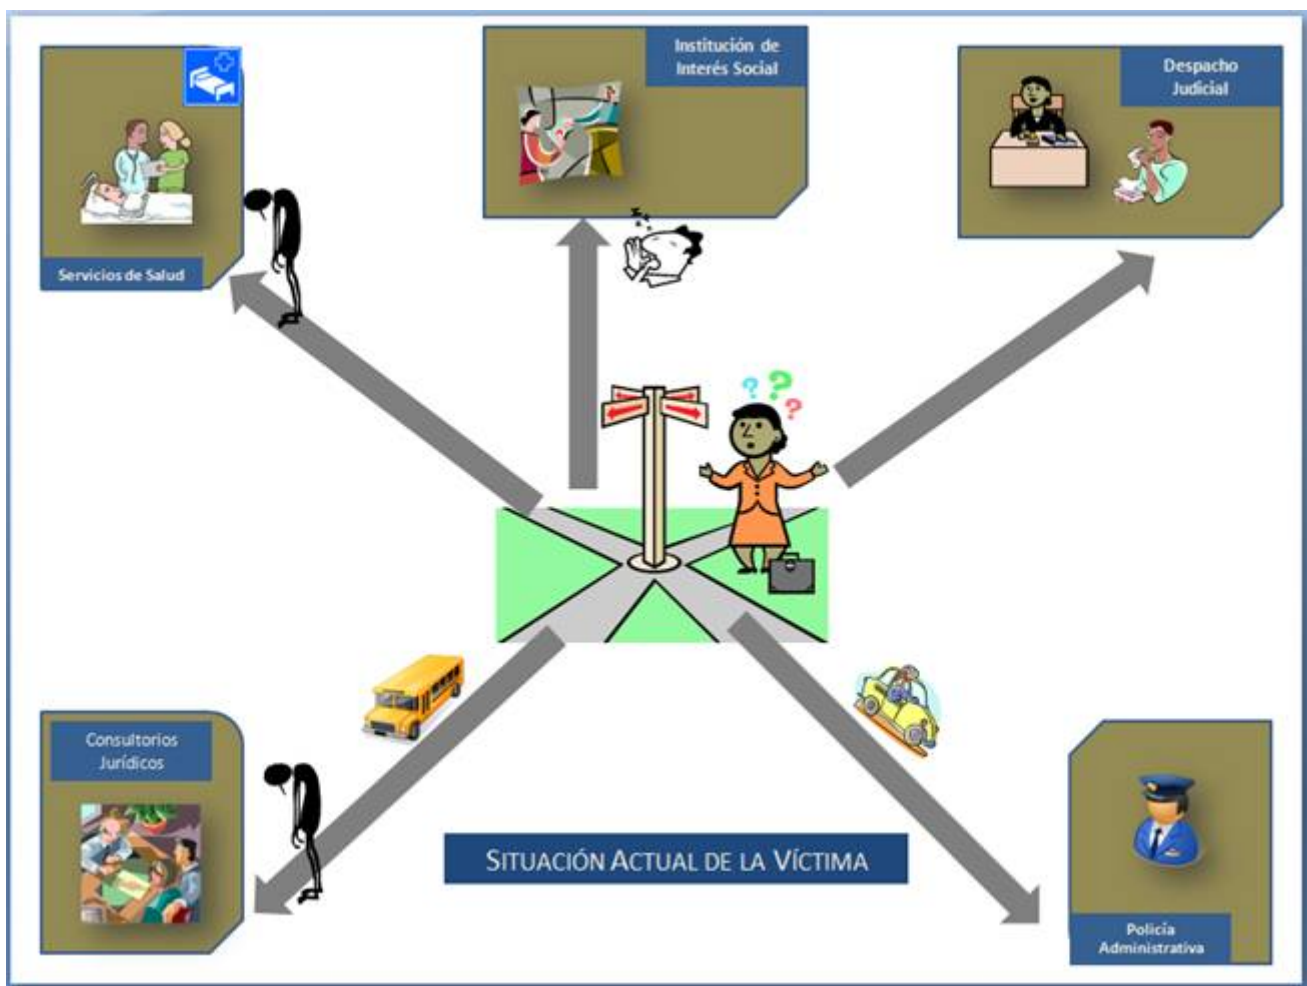 Institución de
Interés Social
Despacho
Judicial
Servicios de Salud
z
? ? ?
Consultorios
Jurídicos
SITUACIÓN ACTUAL DE LA VÍCTIMA
Policía
Administrativa